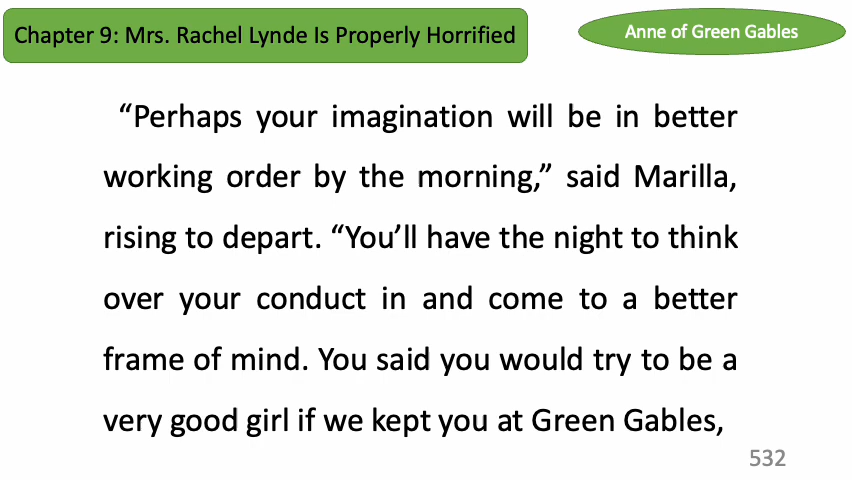 Chapter 9: Mrs. Rachel Lynde Is Properly Horrified
Anne of Green Gables
“Perhaps your imagination will be in better
working order by the morning,” said Marilla,
rising to depart. “You’ll have the night to think
over your conduct in and come to a better
frame of mind. You said you would try to be a
very good girl if we kept you at Green Gables,
532